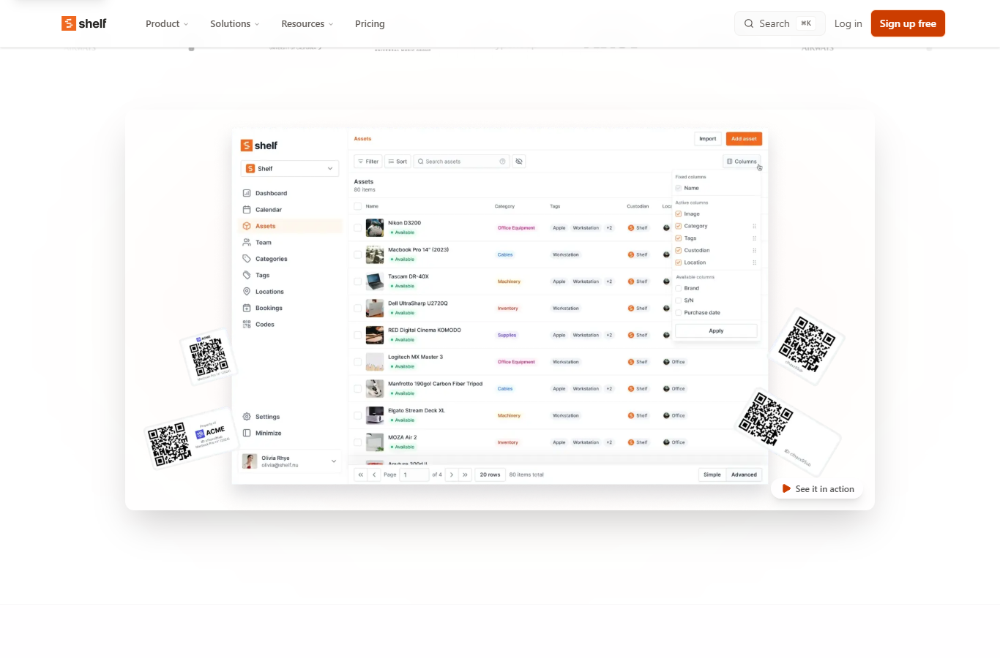 shelf
Product
Solutions
Resources
Pricing
Search ⌘K
Log in
Sign up free
UNIVERSAL MUSIC GROUP
AIRWAYS
shelf
Shelf
Dashboard
Calendar
Assets
Team
Categories
Tags
Locations
Bookings
Codes
Settings
Minimize
Olivia Rhye
olivia@shelf.nu
Assets
Import
Add asset
Filter
Sort
Search assets
Columns
Assets
80 items
Name Category Tags Custodian Loca
Nikon D3200
Available
Office Equipment Apple Workstation +2 Shelf
Macbook Pro 14" (2023)
Available
Cables Workstation Shelf
Tascam DR-40X
Available
Machinery Apple Workstation +2 Shelf
Dell UltraSharp U2720Q
Available
Inventory Workstation Shelf
RED Digital Cinema KOMODO
Available
Supplies Apple Workstation +2 Shelf
Logitech MX Master 3
Available
Office Equipment Workstation Shelf Office
Manfrotto 190gol Carbon Fiber Tripod
Available
Cables Apple Workstation +2 Shelf Office
Elgato Stream Deck XL
Available
Machinery Workstation Shelf Office
MOZA Air 2
Available
Inventory Apple Workstation +2 Shelf Office
Aputure 300d II
Fixed columns
Name
Active columns
Image
Category
Tags
Custodian
Location
Available columns
Brand
S/N
Purchase date
Apply
Page 1 of 4
20 rows
80 items total
Simple
Advanced
ACME
Property of
ACME
See it in action